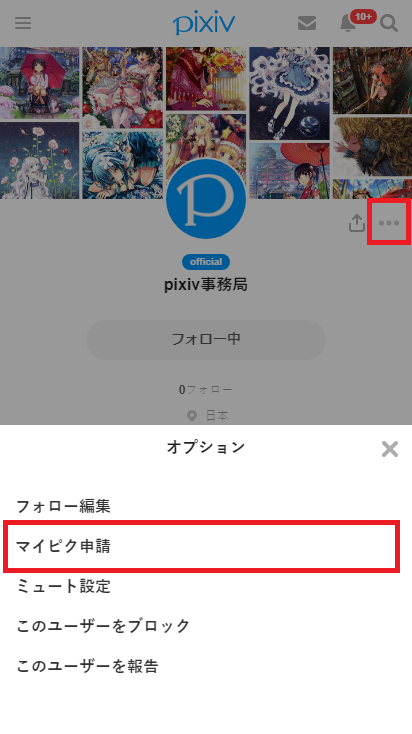 pixiv
10+
P
official
pixiv事務局
フォロー中
0フォロー
日本
オプション
フォロー編集
マイピク申請
ミュート設定
このユーザーをブロック
このユーザーを報告